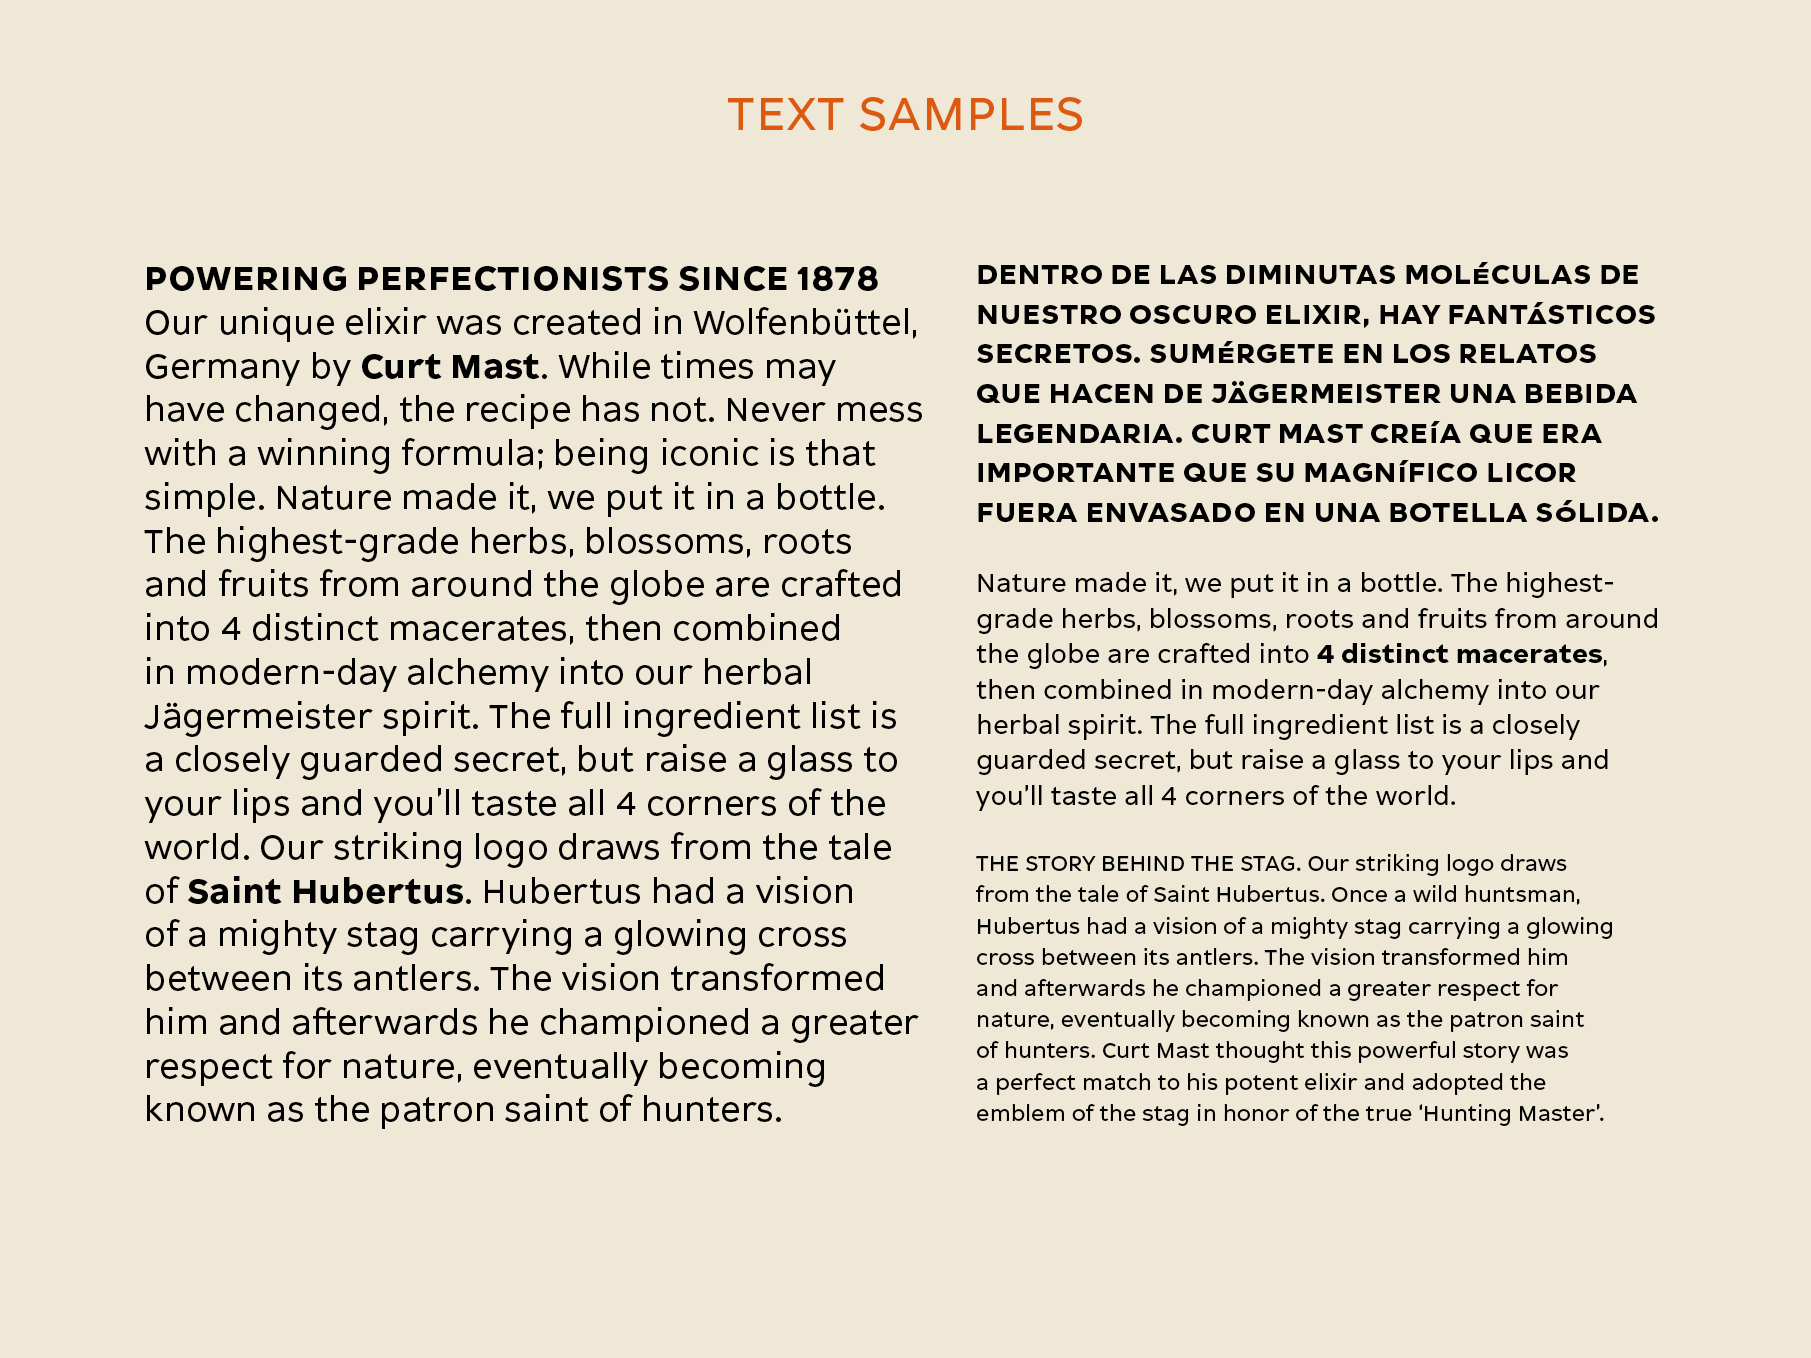 TEXT SAMPLES
POWERING PERFECTIONISTS SINCE 1878
Our unique elixir was created in Wolfenbüttel,
Germany by Curt Mast. While times may
have changed, the recipe has not. Never mess
with a winning formula; being iconic is that
simple. Nature made it, we put it in a bottle.
The highest-grade herbs, blossoms, roots
and fruits from around the globe are crafted
into 4 distinct macerates, then combined
in modern-day alchemy into our herbal
Jägermeister spirit. The full ingredient list is
a closely guarded secret, but raise a glass to
your lips and you’ll taste all 4 corners of the
world. Our striking logo draws from the tale
of Saint Hubertus. Hubertus had a vision
of a mighty stag carrying a glowing cross
between its antlers. The vision transformed
him and afterwards he championed a greater
respect for nature, eventually becoming
known as the patron saint of hunters.
DENTRO DE LAS DIMINUTAS MOLÉCULAS DE
NUESTRO OSCURO ELIXIR, HAY FANTÁSTICOS
SECRETOS. SUMÉRGETE EN LOS RELATOS
QUE HACEN DE JÄGERMEISTER UNA BEBIDA
LEGENDARIA. CURT MAST CREÍA QUE ERA
IMPORTANTE QUE SU MAGNÍFICO LICOR
FUERA ENVASADO EN UNA BOTELLA SÓLIDA.
Nature made it, we put it in a bottle. The highest-
grade herbs, blossoms, roots and fruits from around
the globe are crafted into 4 distinct macerates,
then combined in modern-day alchemy into our
herbal spirit. The full ingredient list is a closely
guarded secret, but raise a glass to your lips and
you’ll taste all 4 corners of the world.
THE STORY BEHIND THE STAG. Our striking logo draws
from the tale of Saint Hubertus. Once a wild huntsman,
Hubertus had a vision of a mighty stag carrying a glowing
cross between its antlers. The vision transformed him
and afterwards he championed a greater respect for
nature, eventually becoming known as the patron saint
of hunters. Curt Mast thought this powerful story was
a perfect match to his potent elixir and adopted the
emblem of the stag in honor of the true ‘Hunting Master’.